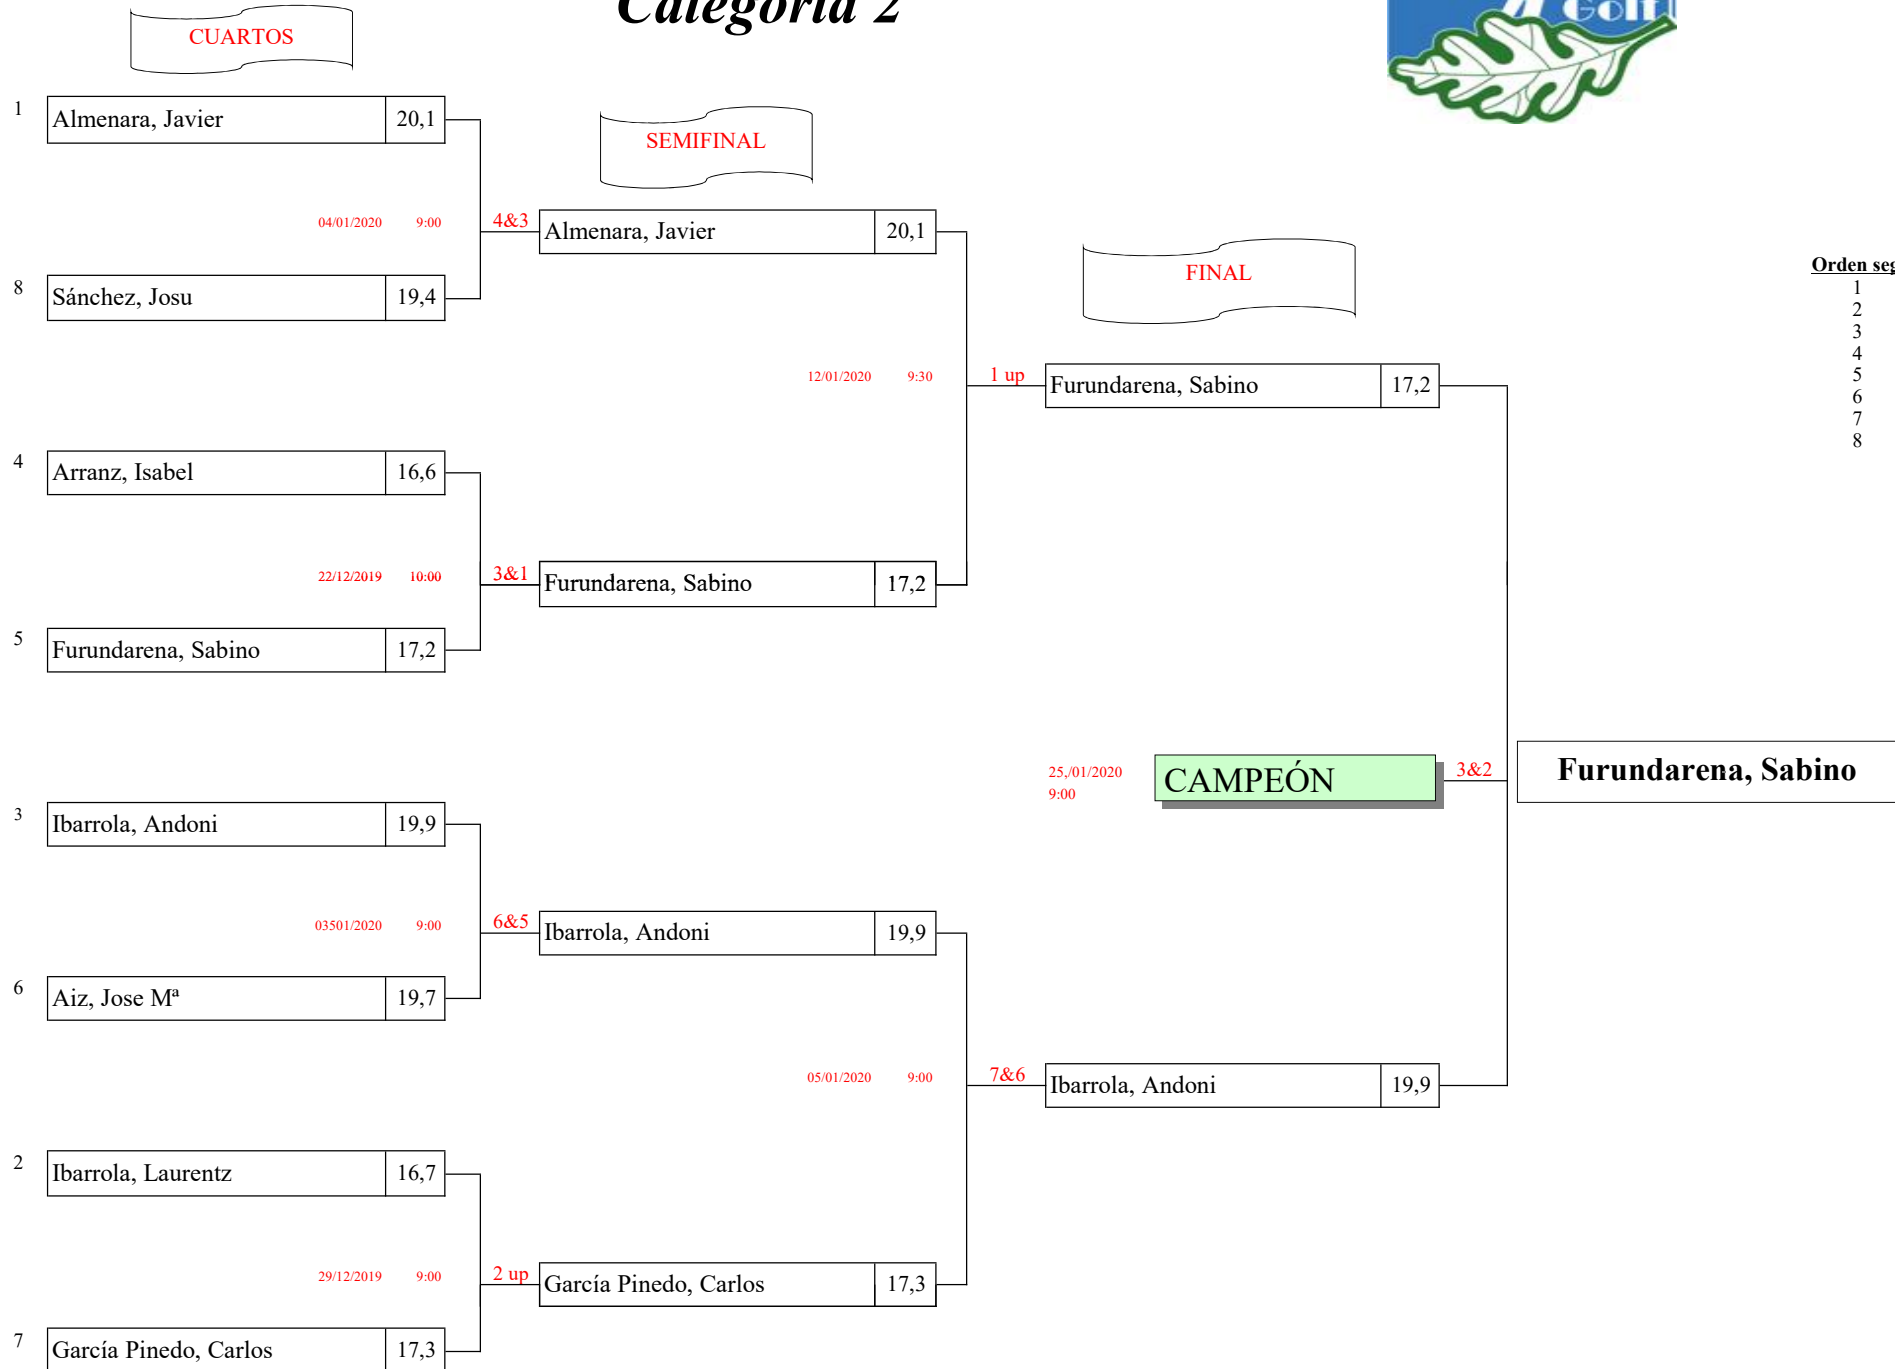 Categoría 2
Golf
CUARTOS
1 Almenara, Javier 20,1
SEMIFINAL
04/01/2020 9:00 4&3 Almenara, Javier 20,1
FINAL
Orden seg
8 Sánchez, Josu 19,4
1
2
3
4
5
6
7
8
12/01/2020 9:30 1 up Furundarena, Sabino 17,2
4 Arranz, Isabel 16,6
22/12/2019 10:00 3&1 Furundarena, Sabino 17,2
5 Furundarena, Sabino 17,2
25,/01/2020
9:00
CAMPEÓN 3&2 Furundarena, Sabino
3 Ibarrola, Andoni 19,9
03501/2020 9:00 6&5 Ibarrola, Andoni 19,9
6 Aiz, Jose Mª 19,7
05/01/2020 9:00 7&6 Ibarrola, Andoni 19,9
2 Ibarrola, Laurentz 16,7
29/12/2019 9:00 2 up García Pinedo, Carlos 17,3
7 García Pinedo, Carlos 17,3